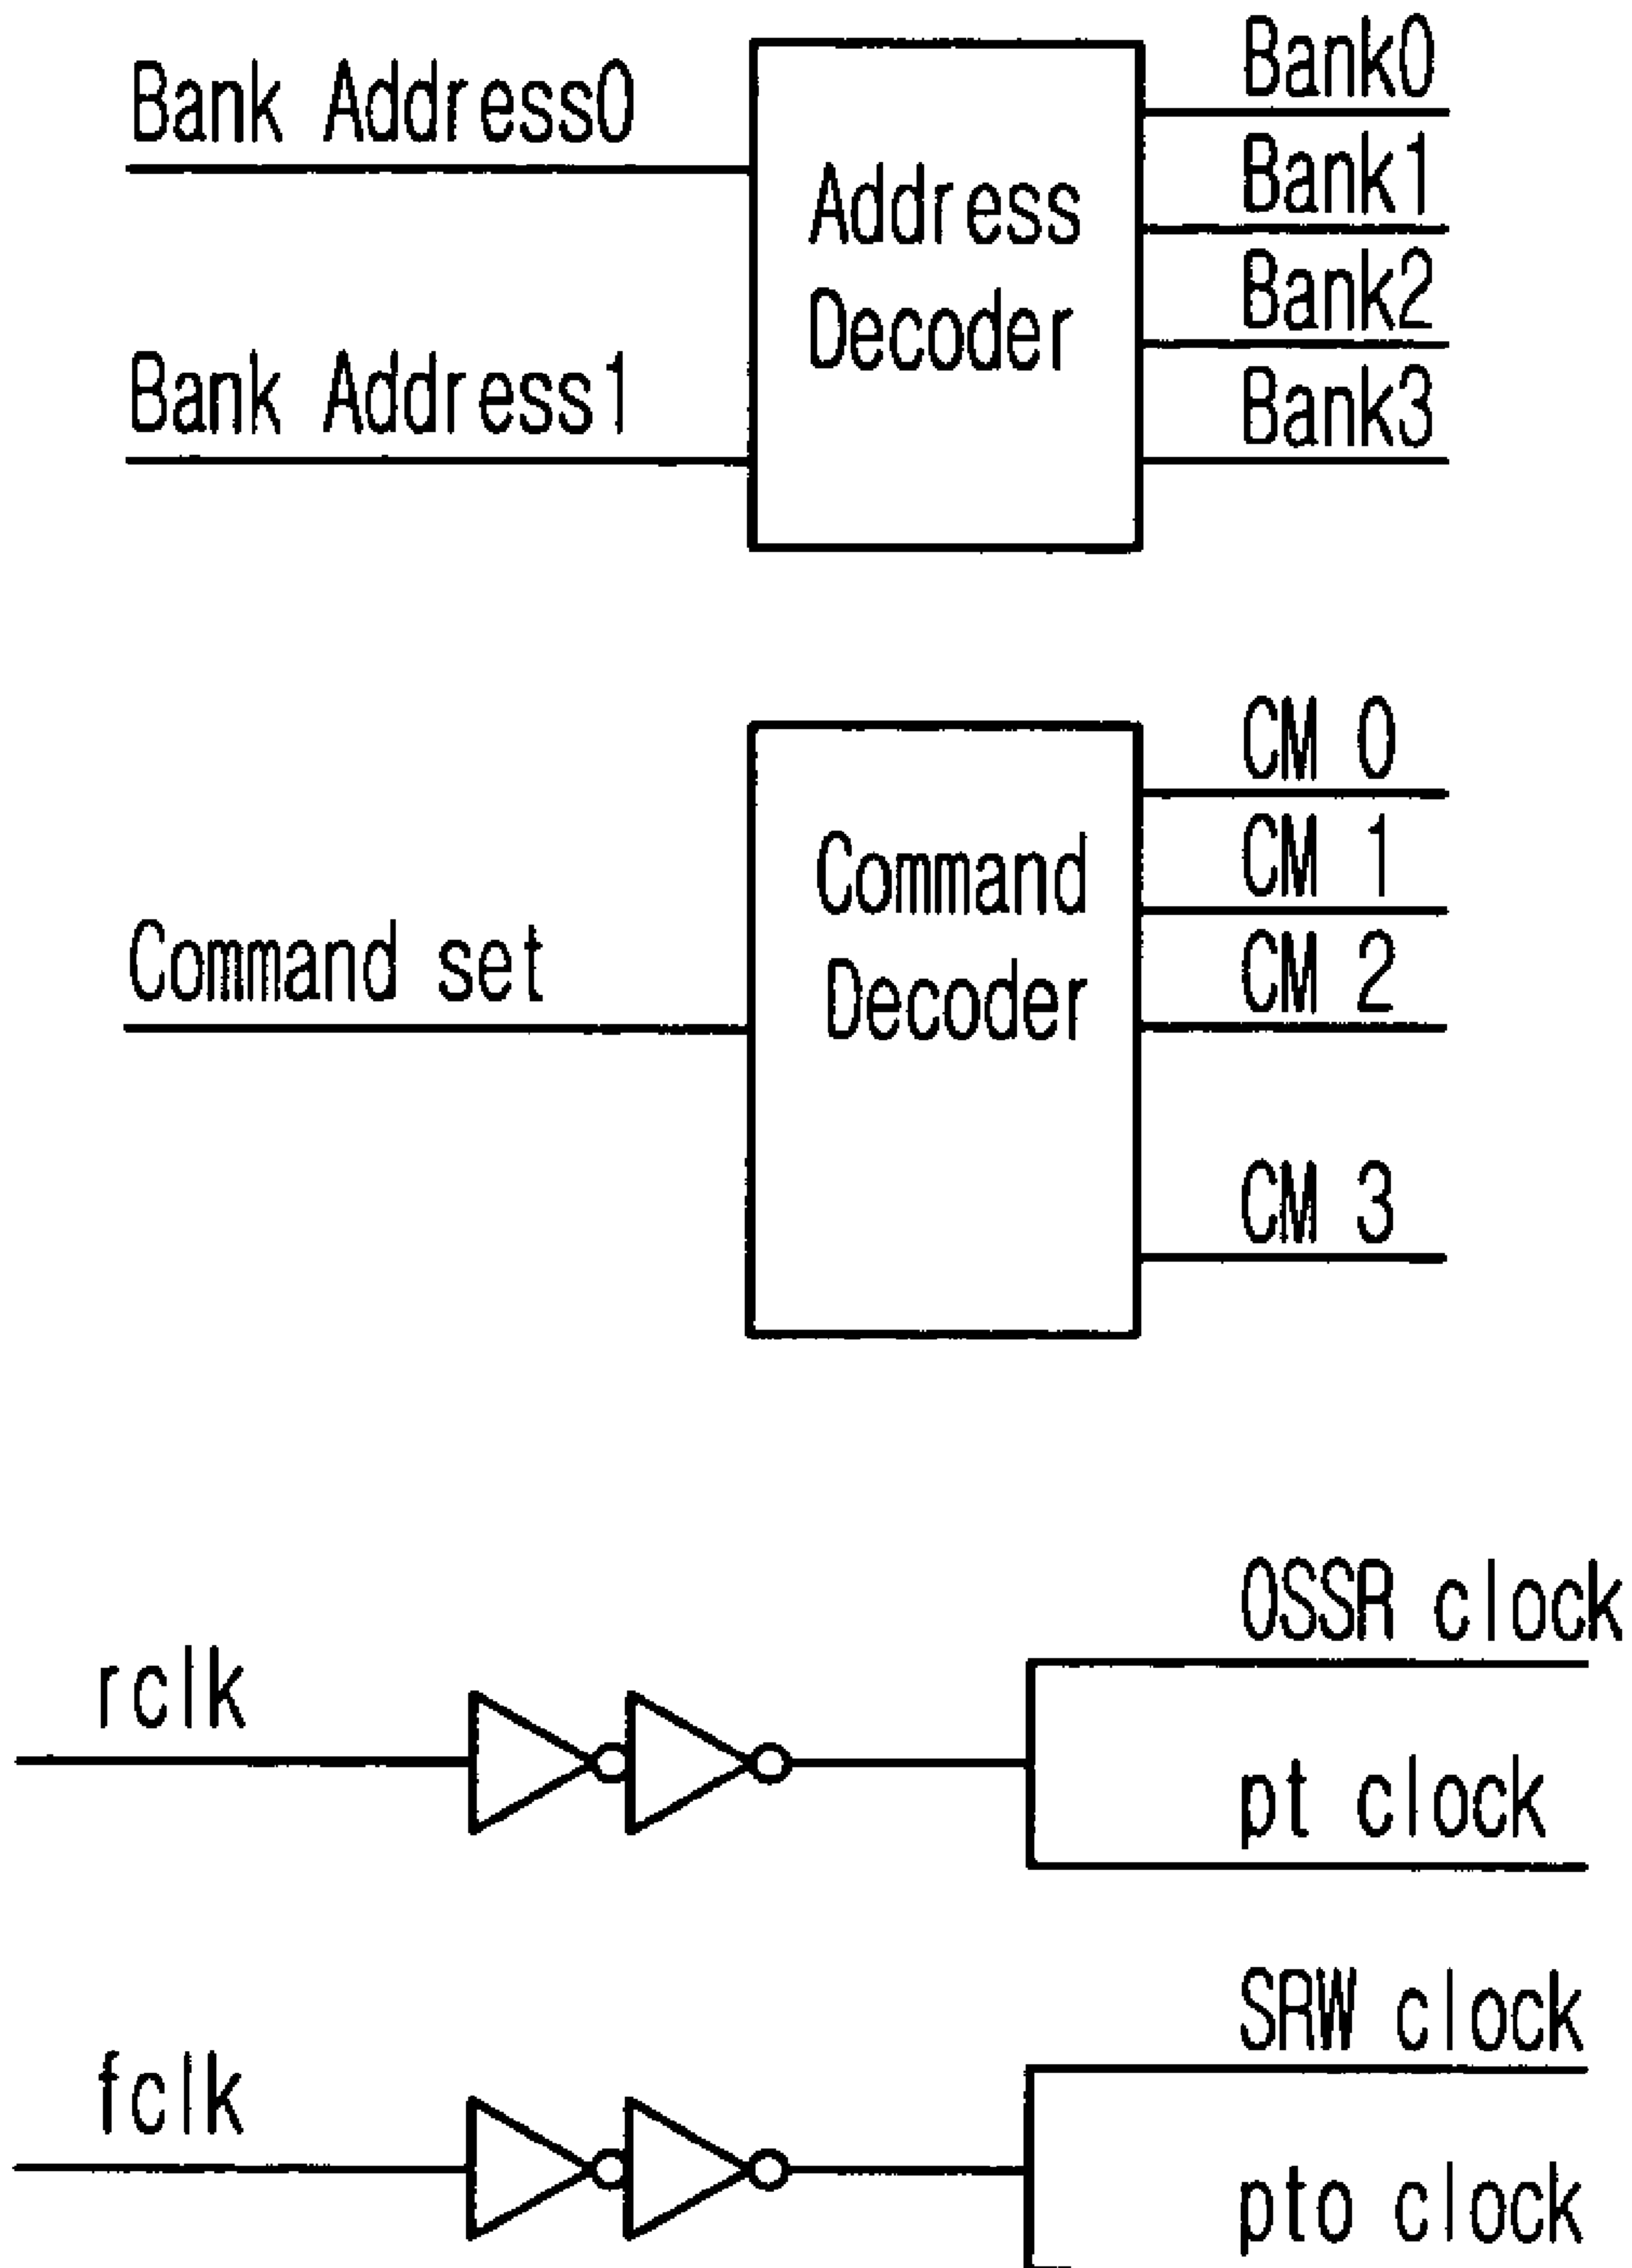 Bank Address0
Bank Address1
Address
Decoder
Bank0
Bank1
Bank2
Bank3
Command set
Command
Decoder
CM 0
CM 1
CM 2
CM 3
rclk
OSSR clock
pt clock
fclk
SRW clock
pto clock